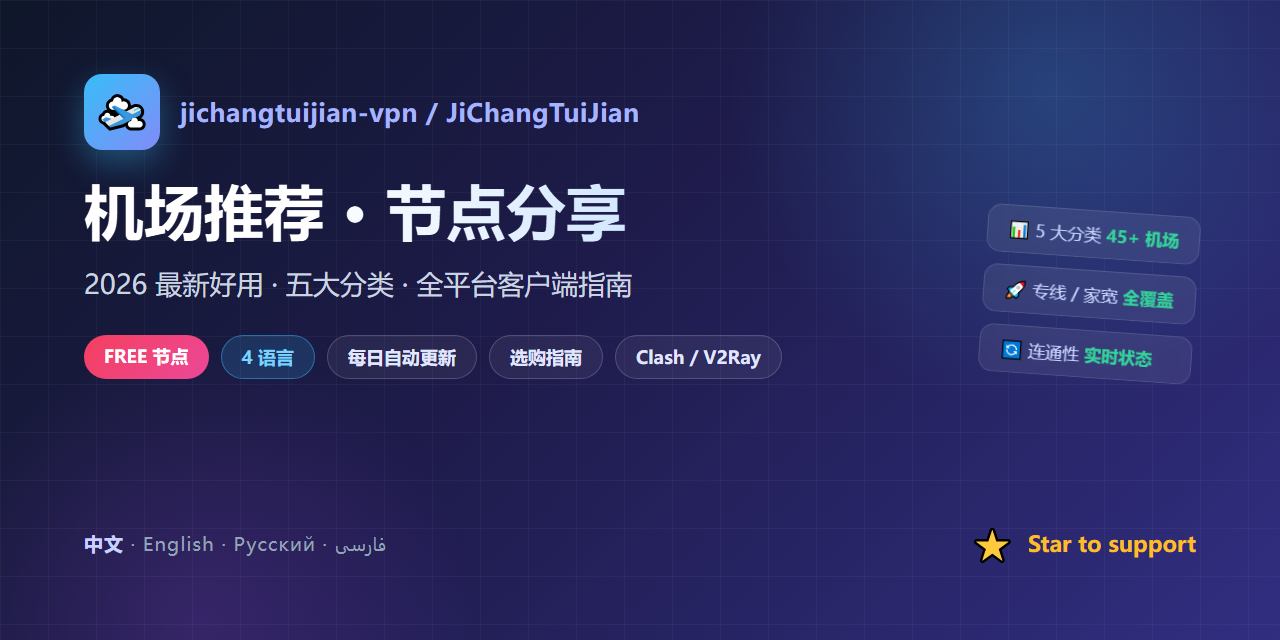 jichangtuijian-vpn / JiChangTuiJian
机场推荐 · 节点分享
2026 最新好用 · 五大分类 · 全平台客户端指南
FREE 节点
4 语言
每日自动更新
选购指南
Clash / V2Ray
5 大分类 45+ 机场
专线 / 家宽 全覆盖
连通性 实时状态
中文 · English · Русский · فارسی
Star to support